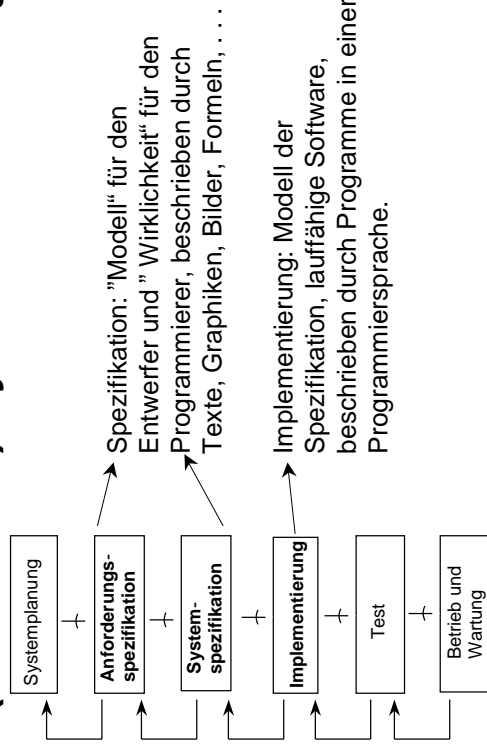 Systemplanung
Anforderungs-
spezifikation
System-
spezifikation
Implementierung
Test
Betrieb und
Wartung
Spezifikation: ”Modell“ für den
Entwerfer und ” Wirklichkeit“ für den
Programmierer, beschrieben durch
Texte, Graphiken, Bilder, Formeln, . . .
Implementierung: Modell der
Spezifikation, lauffähige Software,
beschrieben durch Programme in einer
Programmiersprache.